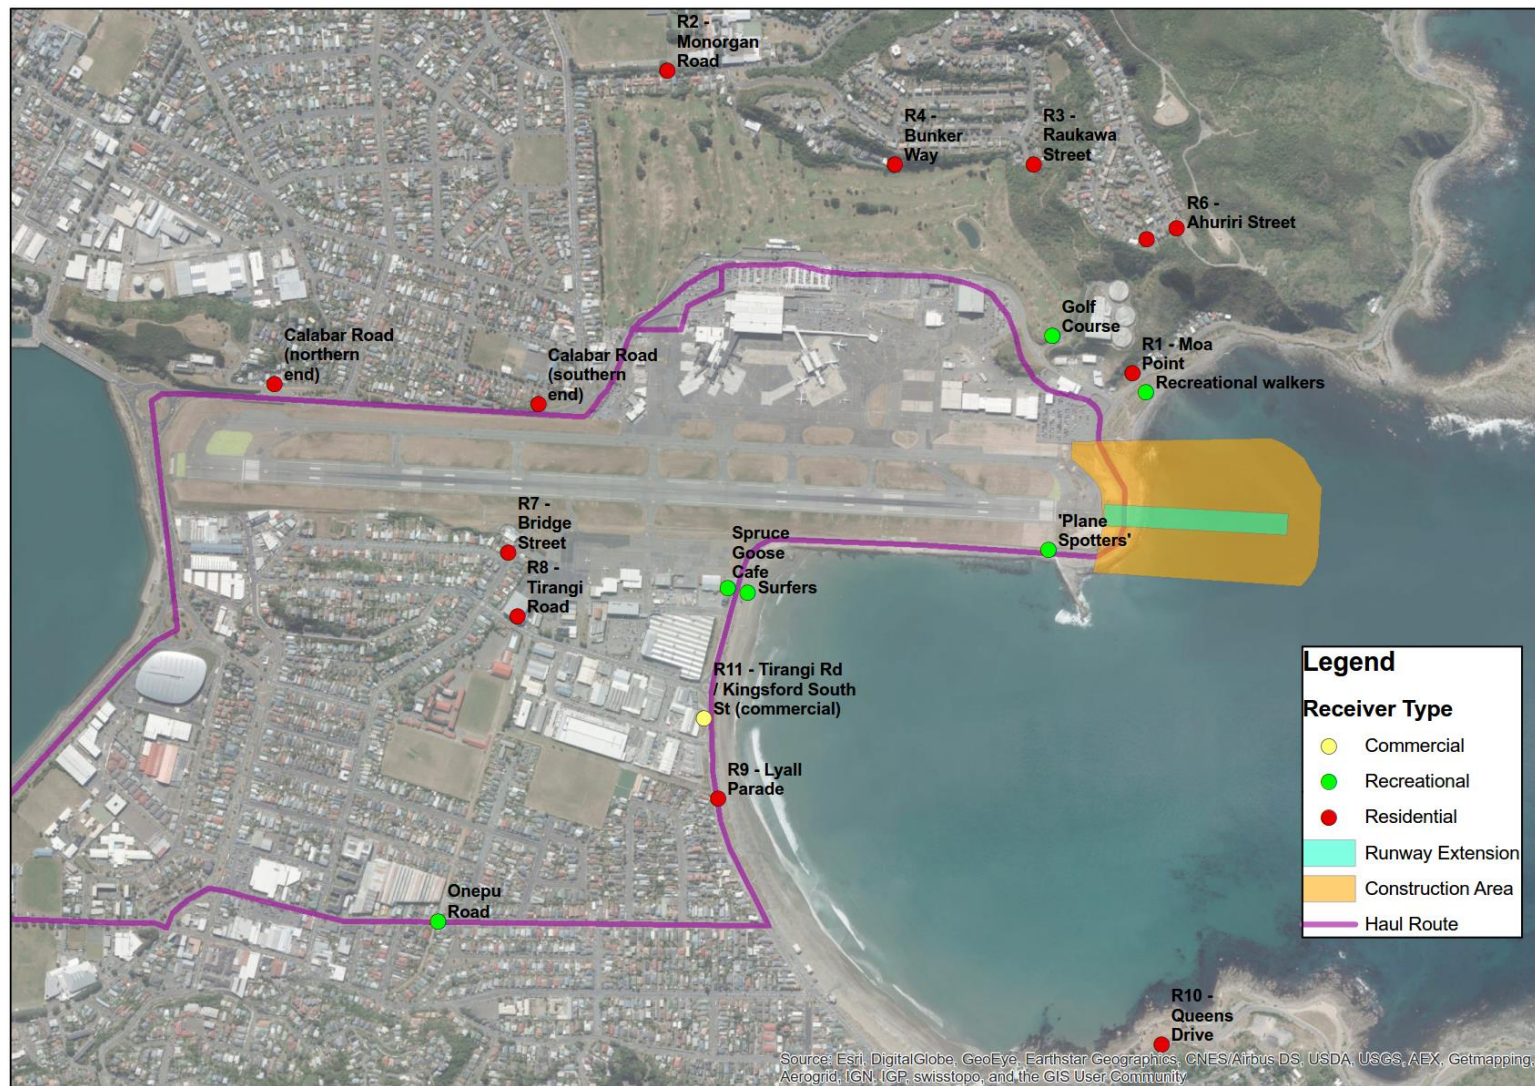 R2 -
Monorgan
Road
R4 -
Bunker
Way
R3 -
Raukawa
Street
R6 -
Ahuriri Street
Golf
Course
R1 - Moa
Point
Recreational walkers
Calabar Road
(northern
end)
Calabar Road
(southern
end)
R7 -
Bridge
Street
R8 -
Tirangi
Road
Spruce
Goose
Cafe
Surfers
'Plane
Spotters'
R11 - Tirangi Rd
/ Kingsford South
St (commercial)
R9 - Lyall
Parade
Onepu
Road
R10 -
Queens
Drive
Legend
Receiver Type
Commercial
Recreational
Residential
Runway Extension
Construction Area
Haul Route
Source: Esri, DigitalGlobe, GeoEye, Earthstar Geographics, CNES/Airbus DS, USDA, USGS, AEX, Getmapping,
Aerogrid, IGN, IGP, swisstopo, and the GIS User Community